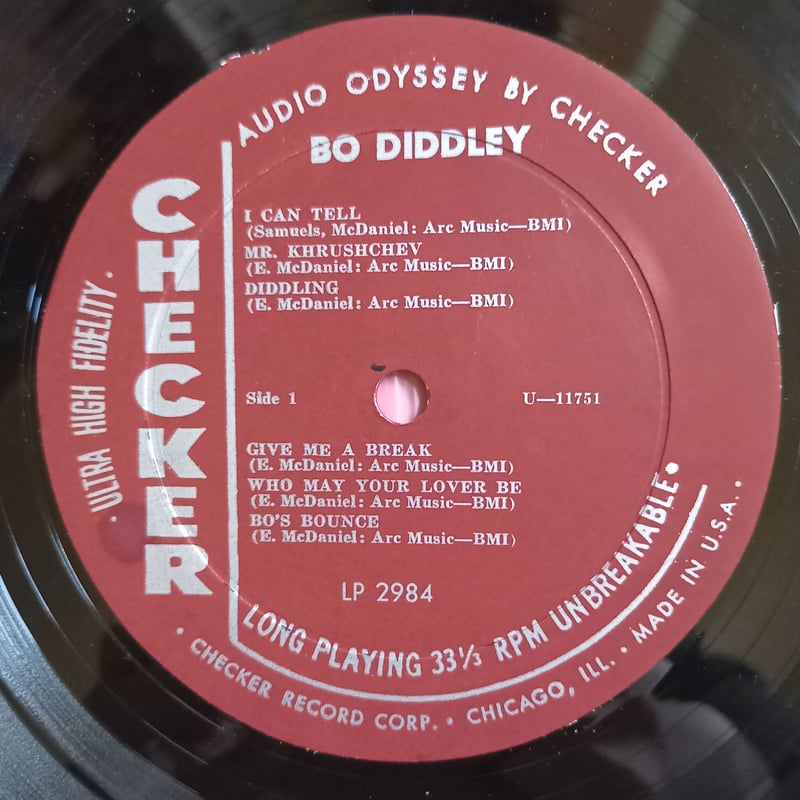 AUDIO ODYSSEY BY CHECKER
BO DIDDLEY
CHECKER
· ULTRA HIGH FIDELITY ·
I CAN TELL
(Samuels, McDaniel: Arc Music—BMI)
MR. KHRUSHCHEV
(E. McDaniel: Arc Music—BMI)
DIDDLING
(E. McDaniel: Arc Music—BMI)
Side 1
U—11751
GIVE ME A BREAK
(E. McDaniel: Arc Music—BMI)
WHO MAY YOUR LOVER BE
(E. McDaniel: Arc Music—BMI)
BO'S BOUNCE
(E. McDaniel: Arc Music—BMI)
LP 2984
LONG PLAYING 33⅓ RPM UNBREAKABLE
· CHECKER RECORD CORP. · CHICAGO, ILL. · MADE IN U.S.A. ·